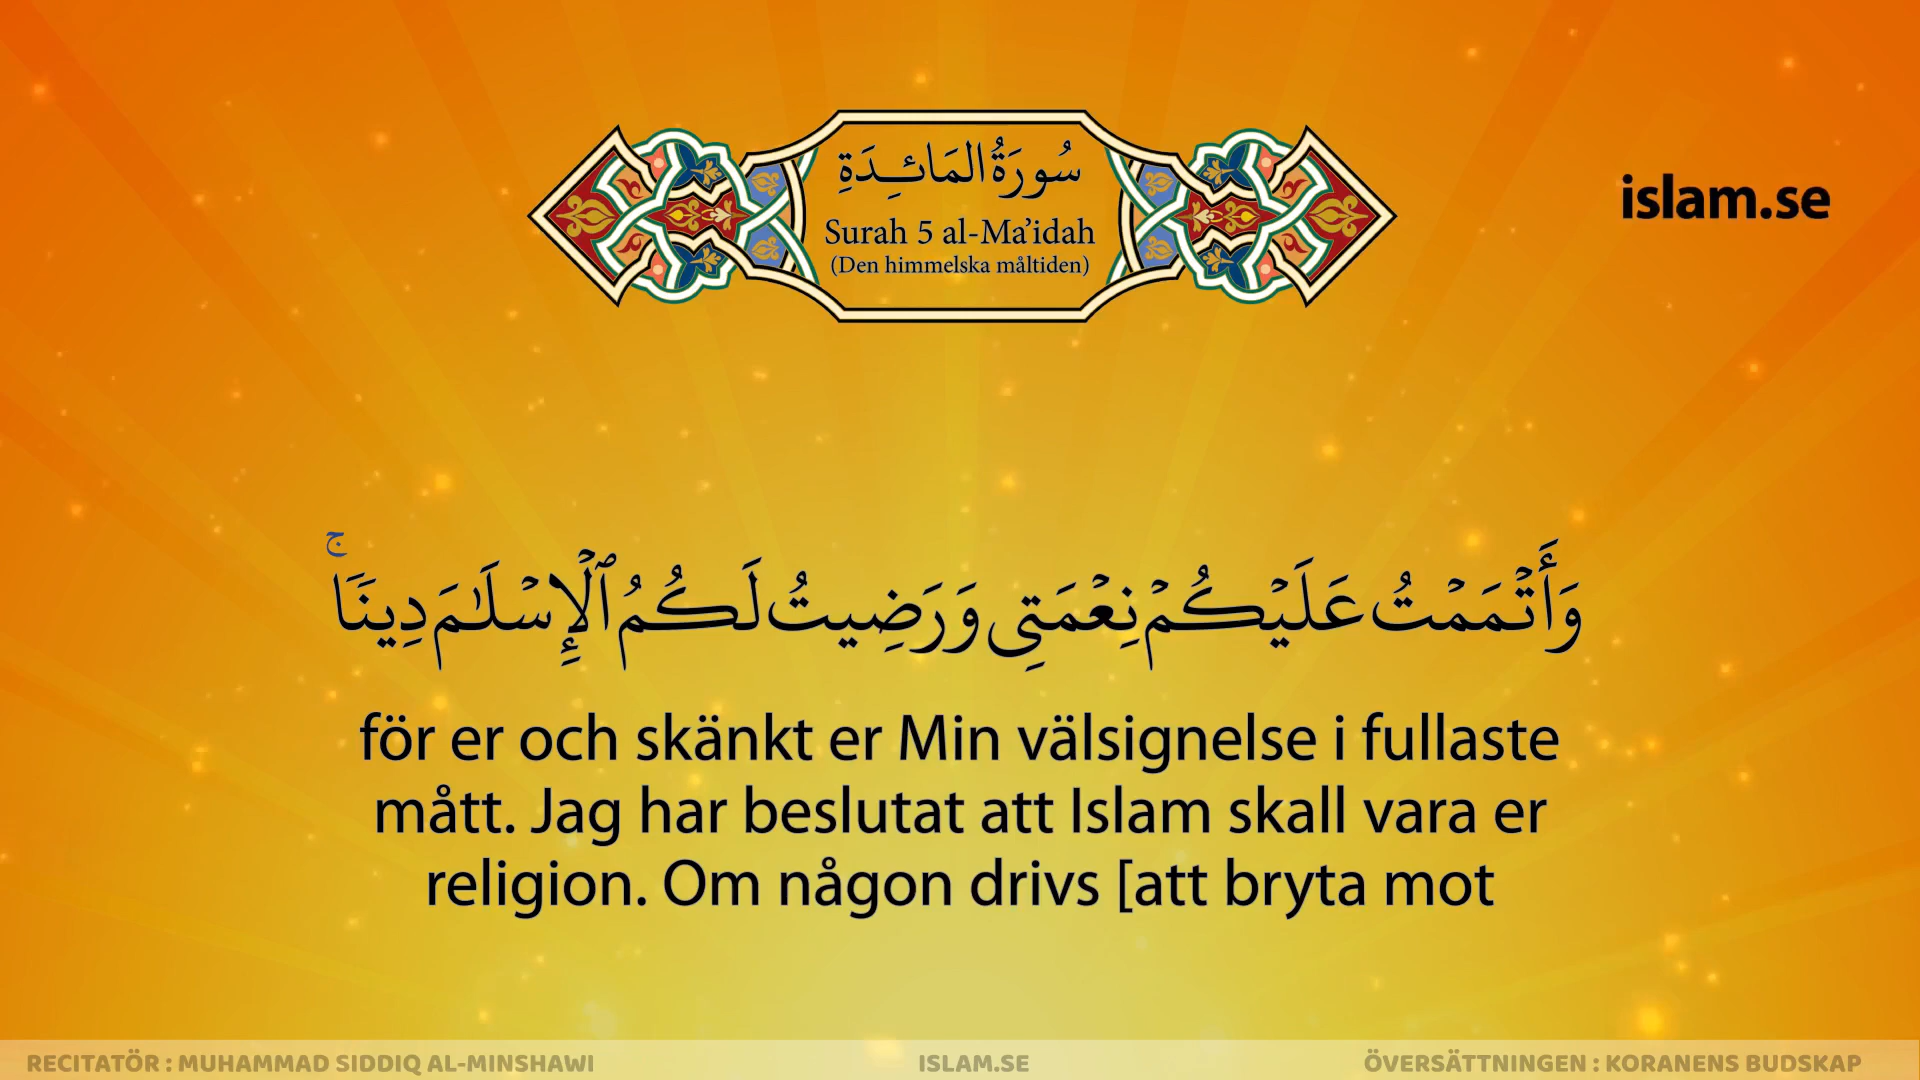 سُورَةُ المَائِدَةِ
Surah 5 al-Ma’idah
(Den himmelska måltiden)
islam.se
وَأَتۡمَمۡتُ عَلَيۡكُمۡ نِعۡمَتِي وَرَضِيتُ لَكُمُ ٱلۡإِسۡلَٰمَ دِينٗاۚ
för er och skänkt er Min välsignelse i fullaste
mått. Jag har beslutat att Islam skall vara er
religion. Om någon drivs [att bryta mot
RECITATÖR : MUHAMMAD SIDDIQ AL-MINSHAWI
ISLAM.SE
ÖVERSÄTTNINGEN : KORANENS BUDSKAP